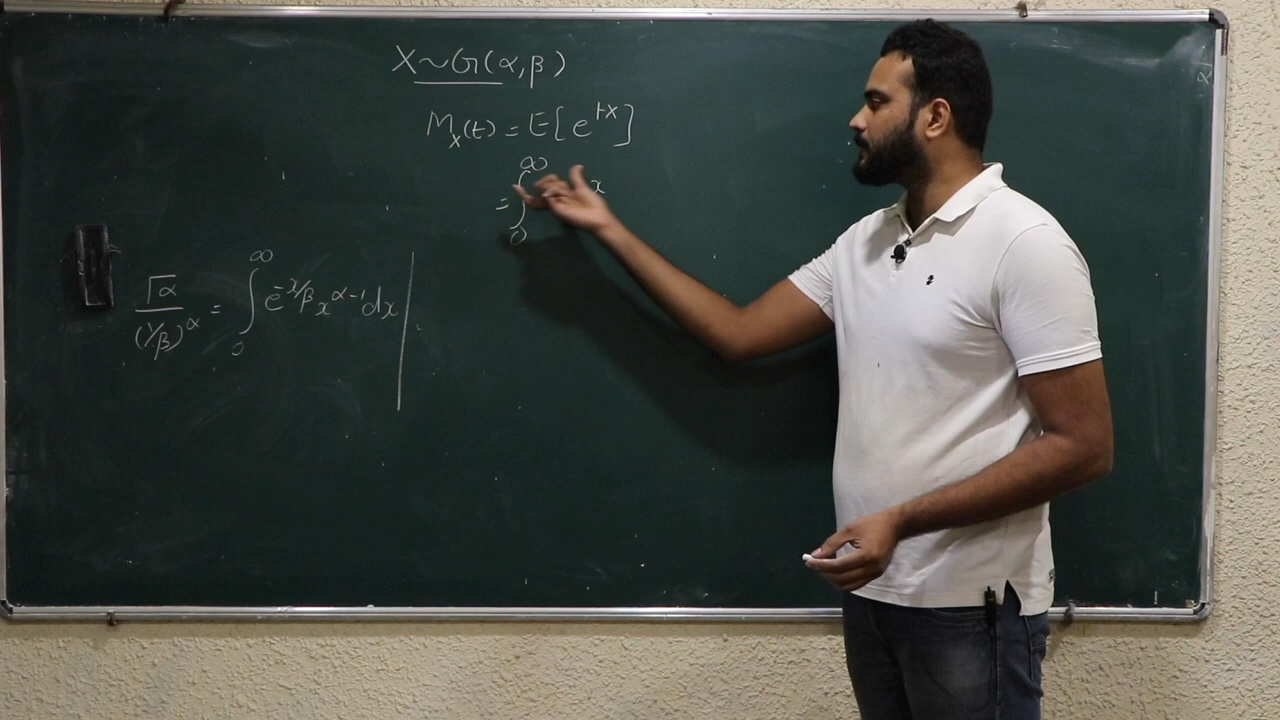 X~G(α,β)
Mₓ(t) = E[e^{tX}]
= ∫₀^∞ x
Γα/(1/β)^α = ∫₀^∞ e^{-x/β} x^{α-1} dx